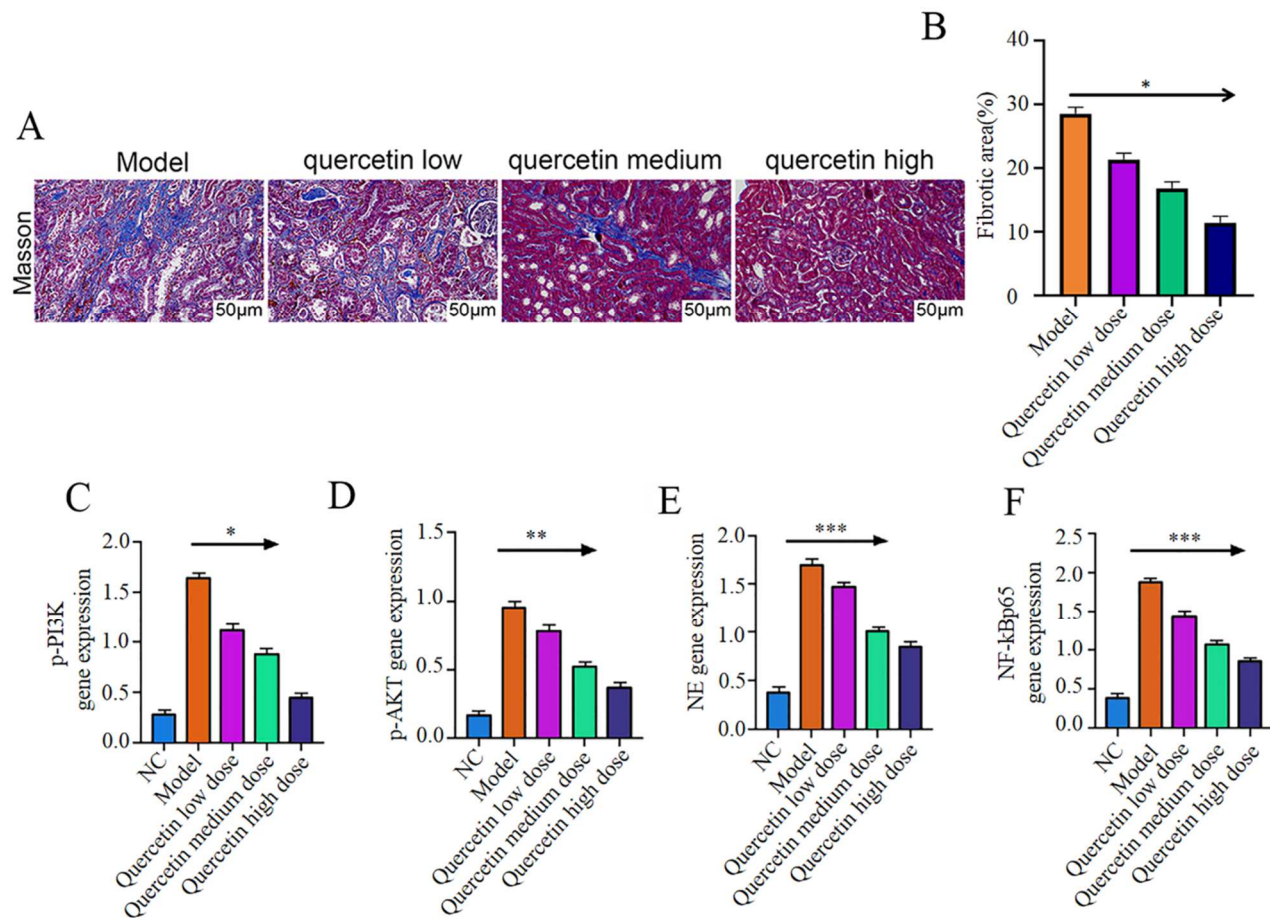 A
Model
quercetin low
quercetin medium
quercetin high
Masson
50μm
50μm
50μm
50μm
B
Fibrotic area(%)
40
30
20
10
0
*
Model
Quercetin low dose
Quercetin medium dose
Quercetin high dose
C
p-PI3K
gene expression
2.0
1.5
1.0
0.5
0.0
*
NC
Model
Quercetin low dose
Quercetin medium dose
Quercetin high dose
D
p-AKT gene expression
1.5
1.0
0.5
0.0
**
NC
Model
Quercetin low dose
Quercetin medium dose
Quercetin high dose
E
NE gene expression
2.0
1.5
1.0
0.5
0.0
***
NC
Model
Quercetin low dose
Quercetin medium dose
Quercetin high dose
F
NF-kBp65
gene expression
2.5
2.0
1.5
1.0
0.5
0.0
***
NC
Model
Quercetin low dose
Quercetin medium dose
Quercetin high dose